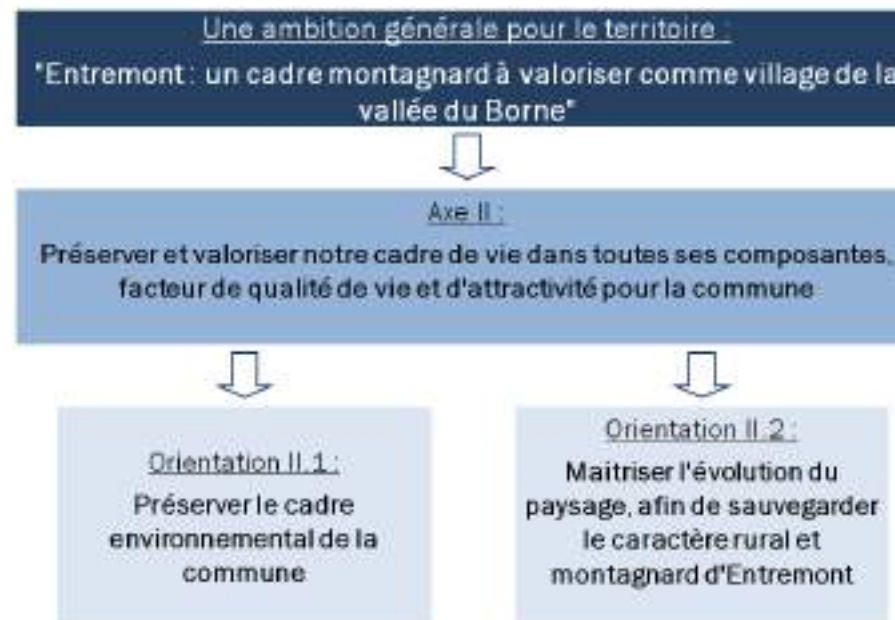 Une ambition générale pour le territoire :
"Entremont : un cadre montagnard à valoriser comme village de la
vallée du Borne"
Axe II :
Préserver et valoriser notre cadre de vie dans toutes ses composantes,
facteur de qualité de vie et d'attractivité pour la commune
Orientation II.1 :
Préserver le cadre
environnemental de la
commune
Orientation II.2 :
Maitriser l'évolution du
paysage, afin de sauvegarder
le caractère rural et
montagnard d'Entremont